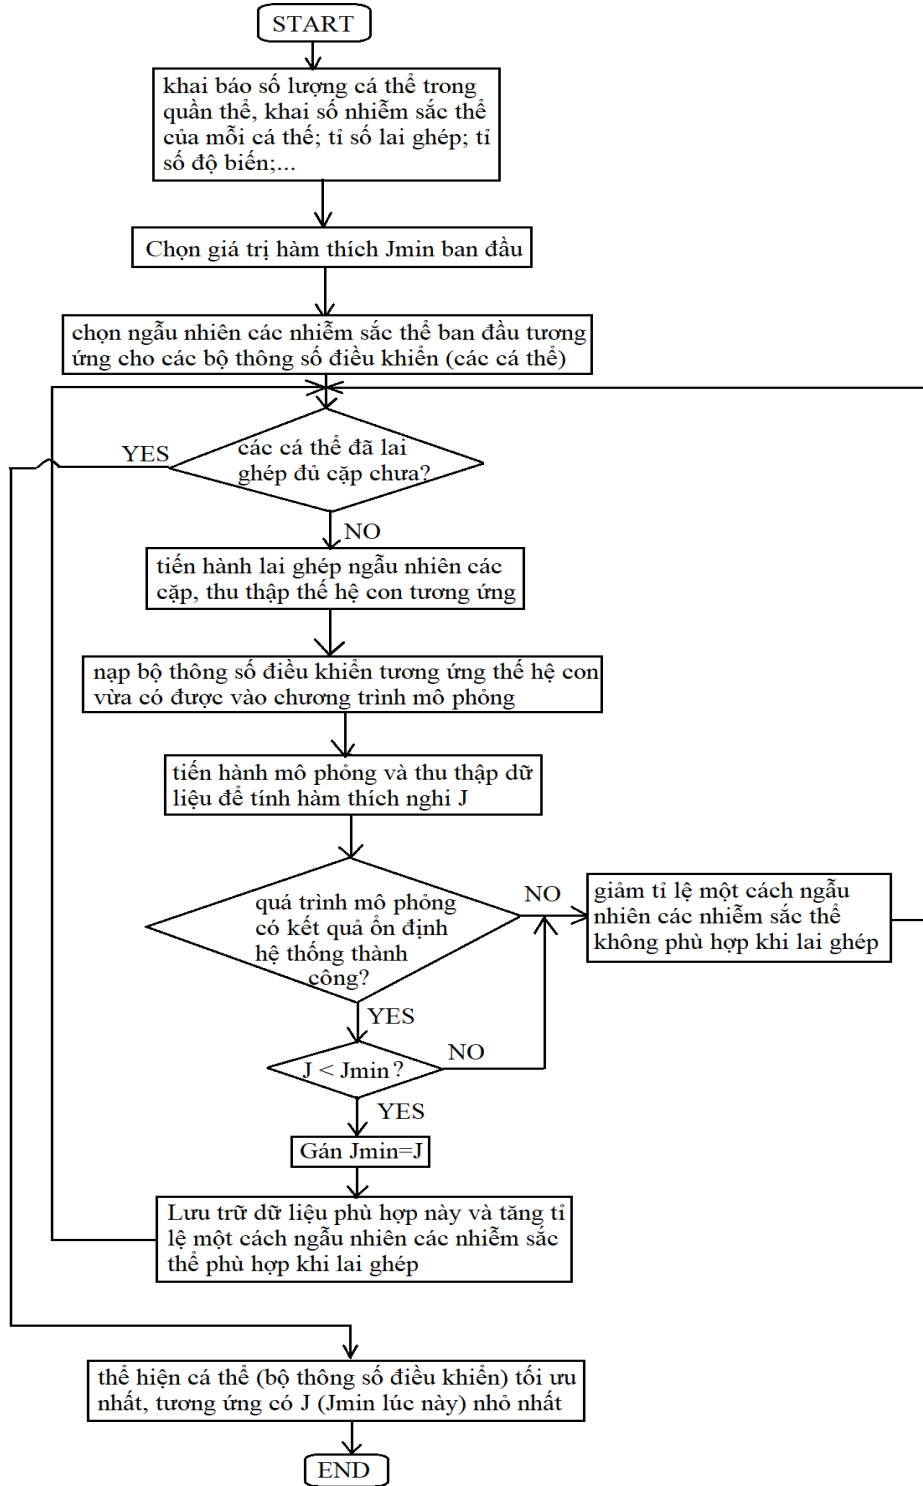 START
khai báo số lượng cá thể trong
quần thể, khai số nhiễm sắc thể
của mỗi cá thế; tỉ số lai ghép; tỉ
số độ biến;...
Chọn giá trị hàm thích Jmin ban đầu
chọn ngẫu nhiên các nhiễm sắc thể ban đầu tương
ứng cho các bộ thông số điều khiển (các cá thể)
YES
các cá thể đã lai
ghép đủ cặp chưa?
NO
tiến hành lai ghép ngẫu nhiên các
cặp, thu thập thế hệ con tương ứng
nạp bộ thông số điều khiển tương ứng thế hệ con
vừa có được vào chương trình mô phỏng
tiến hành mô phỏng và thu thập dữ
liệu để tính hàm thích nghi J
quá trình mô phỏng
có kết quả ổn định
hệ thống thành
công?
NO
giảm tỉ lệ một cách ngẫu
nhiên các nhiễm sắc thể
không phù hợp khi lai ghép
YES
J < Jmin ?
NO
YES
Gán Jmin=J
Lưu trữ dữ liệu phù hợp này và tăng tỉ
lệ một cách ngẫu nhiên các nhiễm sắc
thể phù hợp khi lai ghép
thể hiện cá thể (bộ thông số điều khiển) tối ưu
nhất, tương ứng có J (Jmin lúc này) nhỏ nhất
END